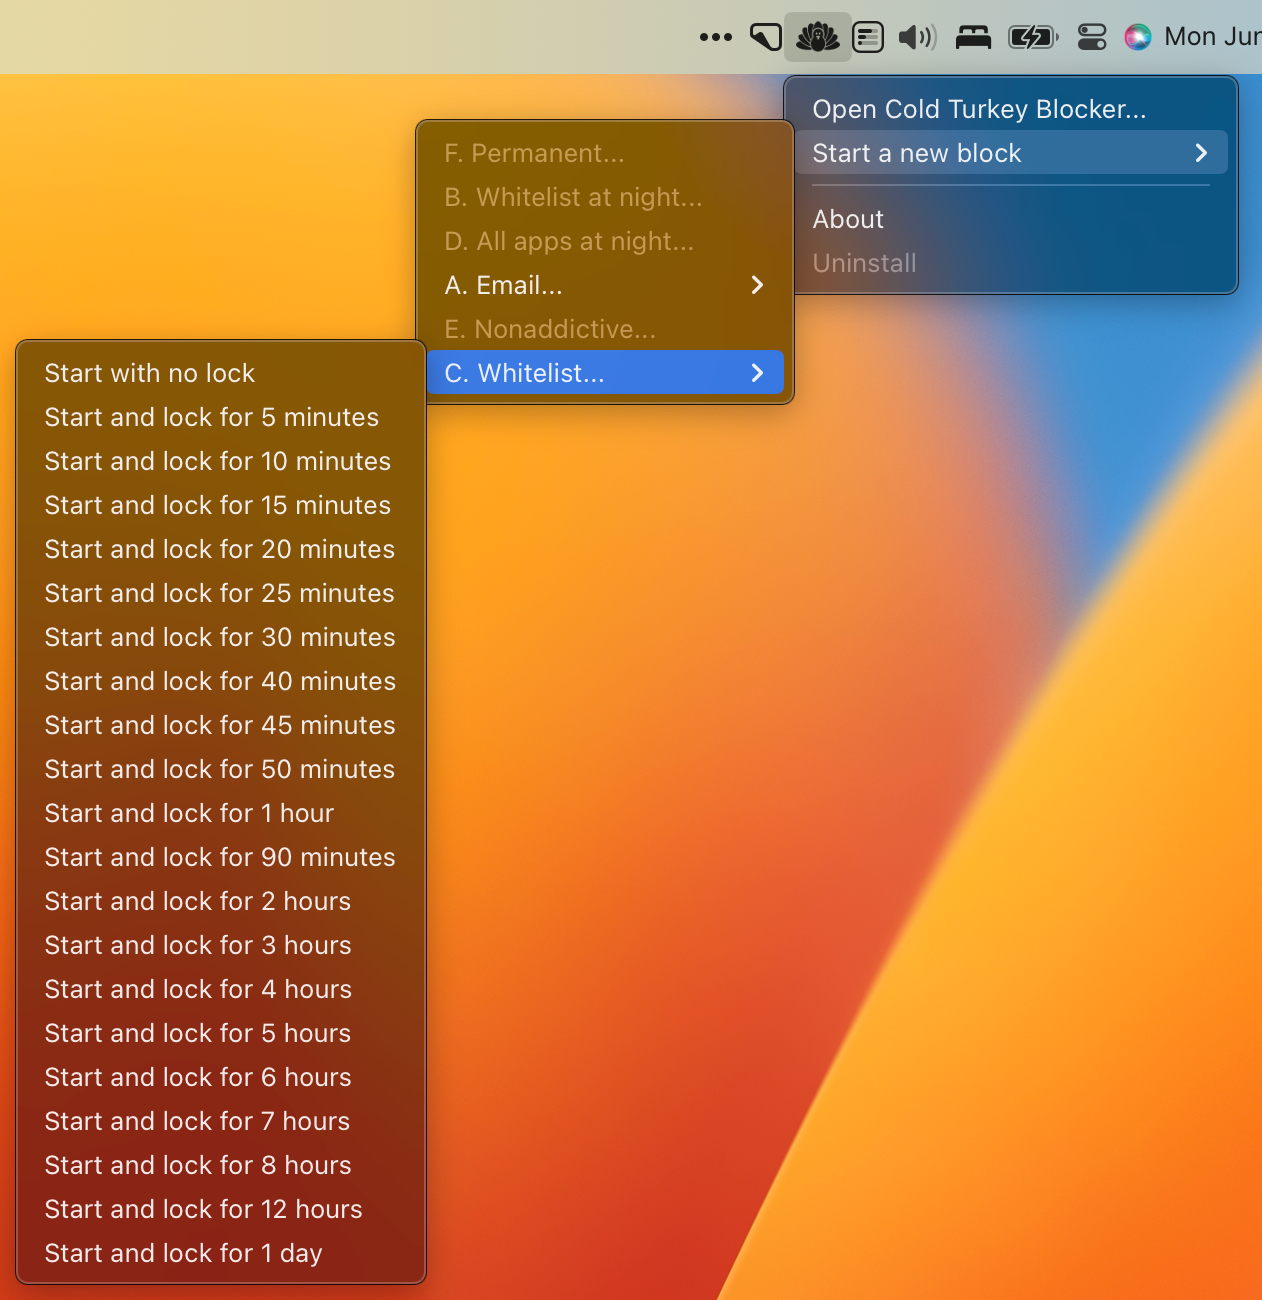 Mon Jun
Open Cold Turkey Blocker...
Start a new block
About
Uninstall
F. Permanent...
B. Whitelist at night...
D. All apps at night...
A. Email...
E. Nonaddictive...
C. Whitelist...
Start with no lock
Start and lock for 5 minutes
Start and lock for 10 minutes
Start and lock for 15 minutes
Start and lock for 20 minutes
Start and lock for 25 minutes
Start and lock for 30 minutes
Start and lock for 40 minutes
Start and lock for 45 minutes
Start and lock for 50 minutes
Start and lock for 1 hour
Start and lock for 90 minutes
Start and lock for 2 hours
Start and lock for 3 hours
Start and lock for 4 hours
Start and lock for 5 hours
Start and lock for 6 hours
Start and lock for 7 hours
Start and lock for 8 hours
Start and lock for 12 hours
Start and lock for 1 day